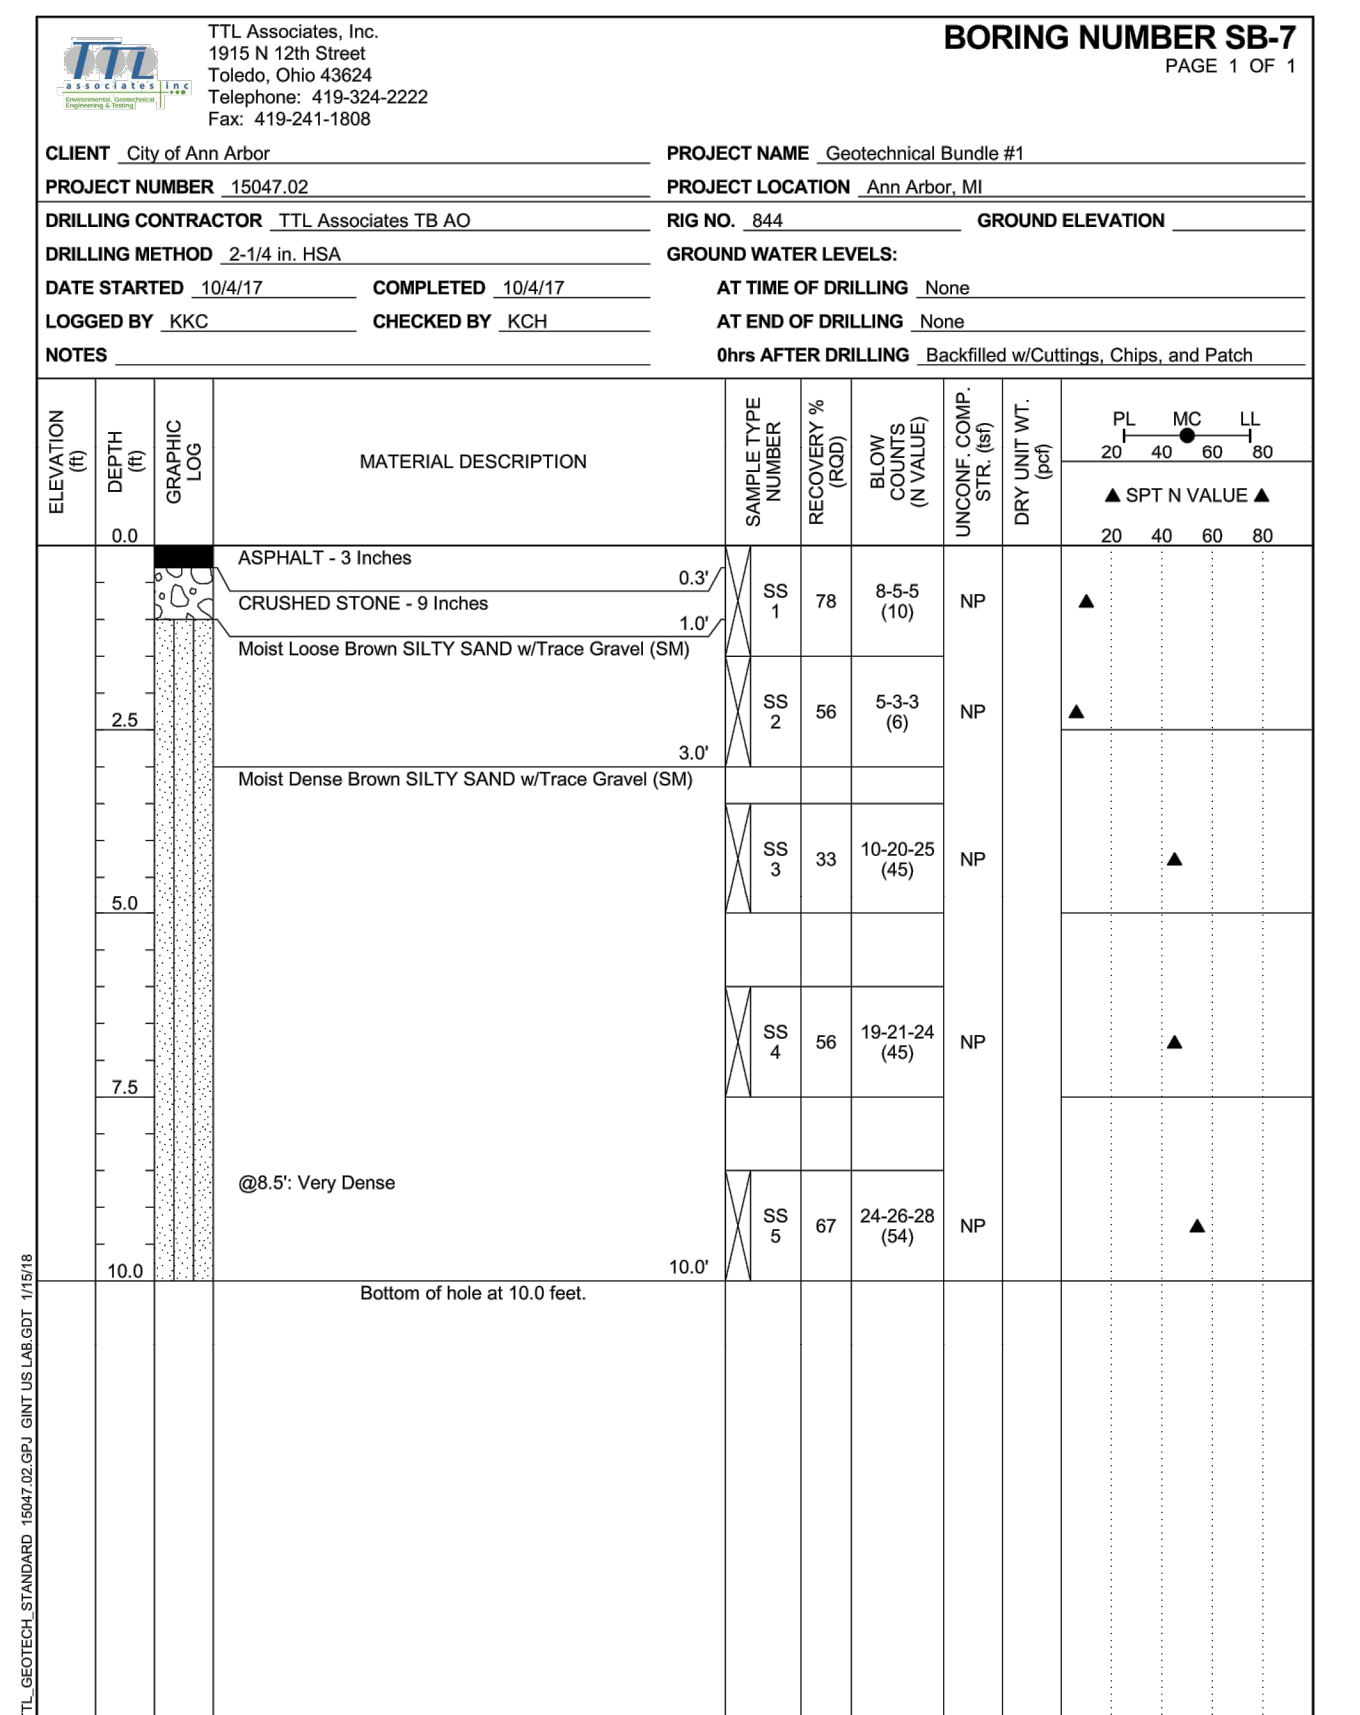 TTL
associates inc
Environmental, Geotechnical
Engineering & Testing
TTL Associates, Inc.
1915 N 12th Street
Toledo, Ohio 43624
Telephone: 419-324-2222
Fax: 419-241-1808
BORING NUMBER SB-7
PAGE 1 OF 1
CLIENT City of Ann Arbor
PROJECT NAME Geotechnical Bundle #1
PROJECT NUMBER 15047.02
PROJECT LOCATION Ann Arbor, MI
DRILLING CONTRACTOR TTL Associates TB AO
RIG NO. 844
GROUND ELEVATION
DRILLING METHOD 2-1/4 in. HSA
GROUND WATER LEVELS:
DATE STARTED 10/4/17
COMPLETED 10/4/17
AT TIME OF DRILLING None
LOGGED BY KKC
CHECKED BY KCH
AT END OF DRILLING None
NOTES
0hrs AFTER DRILLING Backfilled w/Cuttings, Chips, and Patch
ELEVATION
(ft)
DEPTH
(ft)
GRAPHIC
LOG
MATERIAL DESCRIPTION
SAMPLE TYPE
NUMBER
RECOVERY %
(RQD)
BLOW
COUNTS
(N VALUE)
UNCONF. COMP.
STR. (tsf)
DRY UNIT WT.
(pcf)
PL MC LL
20 40 60 80
▲ SPT N VALUE ▲
20 40 60 80
0.0
ASPHALT - 3 Inches
0.3'
CRUSHED STONE - 9 Inches
1.0'
SS
1
78
8-5-5
(10)
NP
Moist Loose Brown SILTY SAND w/Trace Gravel (SM)
SS
2
56
5-3-3
(6)
NP
2.5
3.0'
Moist Dense Brown SILTY SAND w/Trace Gravel (SM)
SS
3
33
10-20-25
(45)
NP
5.0
SS
4
56
19-21-24
(45)
NP
7.5
@8.5': Very Dense
SS
5
67
24-26-28
(54)
NP
10.0
10.0'
Bottom of hole at 10.0 feet.
TL_GEOTECH_STANDARD 15047.02.GPJ GINT US LAB.GDT 1/15/18